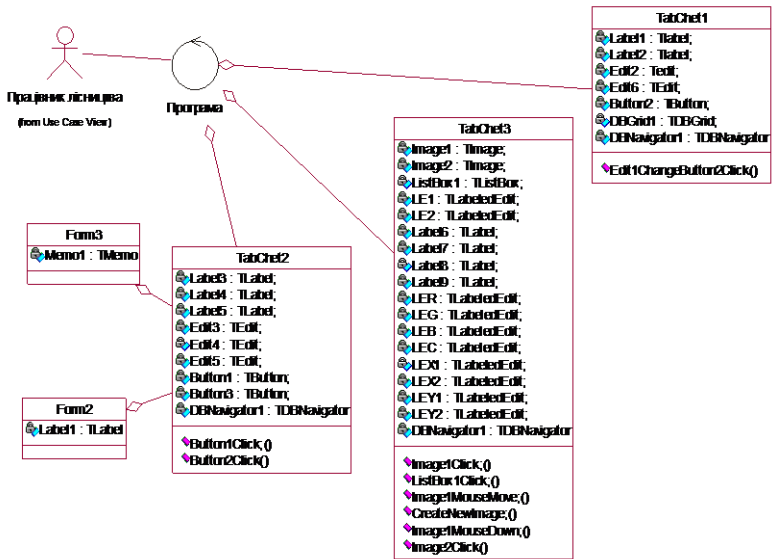 Працівник лісництва
(from Use Case View)
Програма
TabChet1
Label1 : Tlabel;
Label2 : Tlabel;
Edit2 : Tedit;
Edit6 : TEdit;
Button2 : TButton;
DBGrid1 : TDBGrid;
DBNavigator1 : TDBNavigator
Edit1ChangeButton2Click()
TabChet3
Image1 : TImage;
Image2 : TImage;
ListBox1 : TListBox;
LE1 : TLabeledEdit;
LE2 : TLabeledEdit;
Label6 : TLabel;
Label7 : TLabel;
Label8 : TLabel;
Label9 : TLabel;
LER : TLabeledEdit;
LEG : TLabeledEdit;
LEB : TLabeledEdit;
LEC : TLabeledEdit;
LEX1 : TLabeledEdit;
LEX2 : TLabeledEdit;
LEY1 : TLabeledEdit;
LEY2 : TLabeledEdit;
DBNavigator1 : TDBNavigator
Image1Click;()
ListBox1Click;()
Image1MouseMove;()
CreateNewImage;()
Image1MouseDown;()
Image2Click()
Form3
Memo1 : TMemo
TabChet2
Label3 : TLabel;
Label4 : TLabel;
Label5 : TLabel;
Edit3 : TEdit;
Edit4 : TEdit;
Edit5 : TEdit;
Button1 : TButton;
Button3 : TButton;
DBNavigator1 : TDBNavigator
Button1Click;()
Button2Click()
Form2
Label1 : TLabel